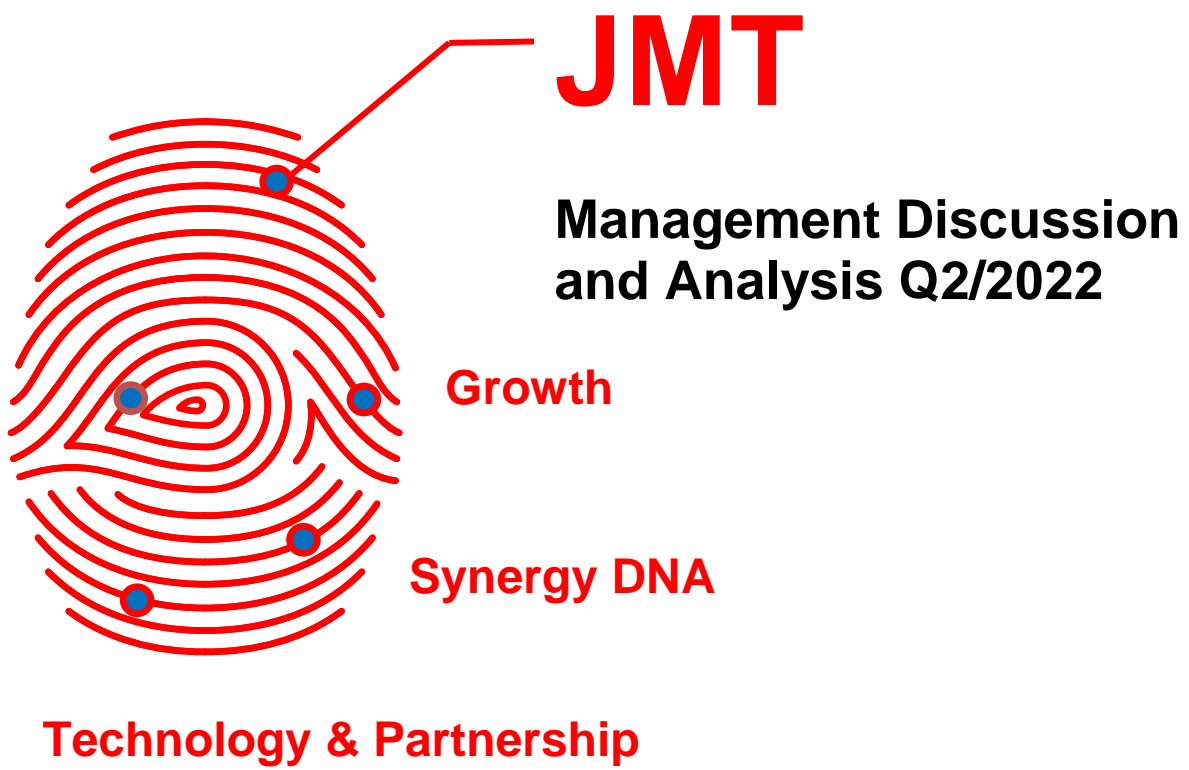 JMT
Management Discussion
and Analysis Q2/2022
Growth
Synergy DNA
Technology & Partnership